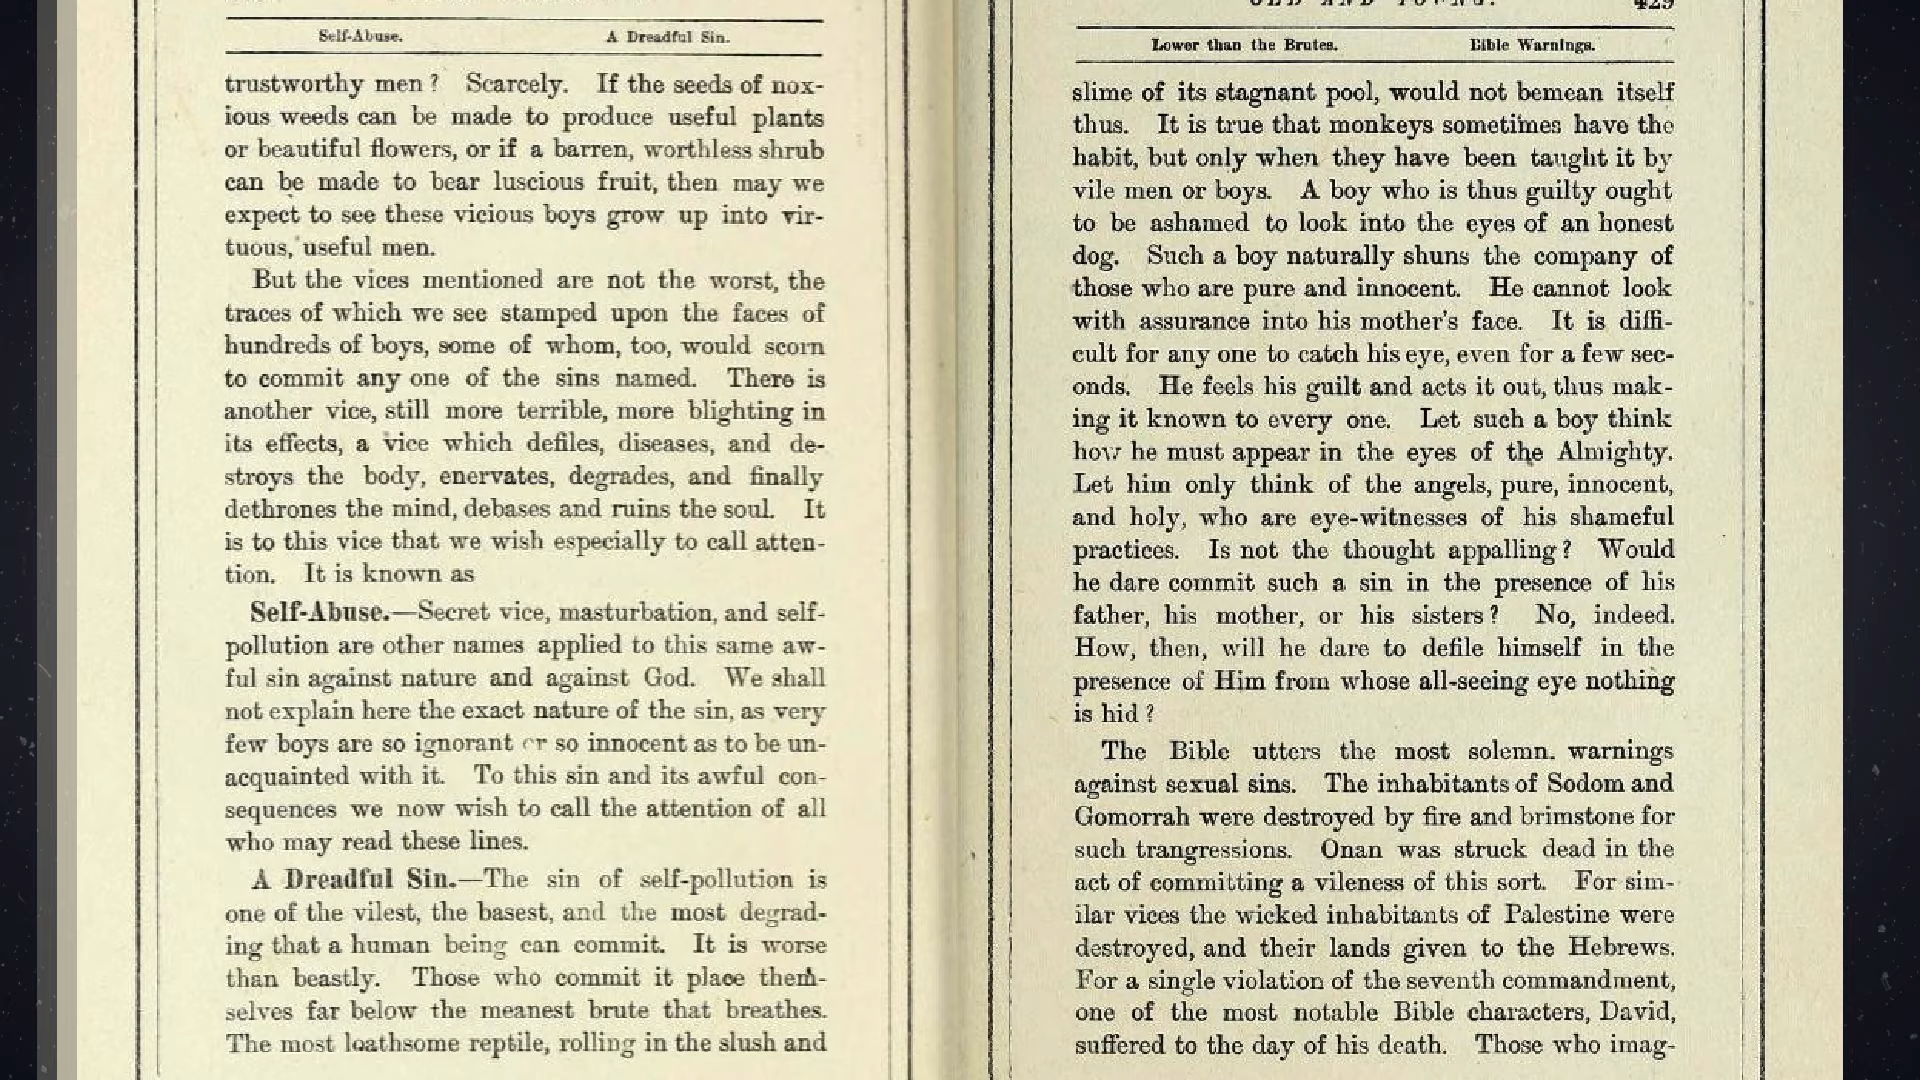 Self-Abuse. A Dreadful Sin.
trustworthy men? Scarcely. If the seeds of nox-
ious weeds can be made to produce useful plants
or beautiful flowers, or if a barren, worthless shrub
can be made to bear luscious fruit, then may we
expect to see these vicious boys grow up into vir-
tuous, useful men.
But the vices mentioned are not the worst, the
traces of which we see stamped upon the faces of
hundreds of boys, some of whom, too, would scorn
to commit any one of the sins named. There is
another vice, still more terrible, more blighting in
its effects, a vice which defiles, diseases, and de-
stroys the body, enervates, degrades, and finally
dethrones the mind, debases and ruins the soul. It
is to this vice that we wish especially to call atten-
tion. It is known as
Self-Abuse.—Secret vice, masturbation, and self-
pollution are other names applied to this same aw-
ful sin against nature and against God. We shall
not explain here the exact nature of the sin, as very
few boys are so ignorant or so innocent as to be un-
acquainted with it. To this sin and its awful con-
sequences we now wish to call the attention of all
who may read these lines.
A Dreadful Sin.—The sin of self-pollution is
one of the vilest, the basest, and the most degrad-
ing that a human being can commit. It is worse
than beastly. Those who commit it place them-
selves far below the meanest brute that breathes.
The most loathsome reptile, rolling in the slush and
OLD AND YOUNG. 429
Lower than the Brutes. Bible Warnings.
slime of its stagnant pool, would not bemean itself
thus. It is true that monkeys sometimes have the
habit, but only when they have been taught it by
vile men or boys. A boy who is thus guilty ought
to be ashamed to look into the eyes of an honest
dog. Such a boy naturally shuns the company of
those who are pure and innocent. He cannot look
with assurance into his mother's face. It is diffi-
cult for any one to catch his eye, even for a few sec-
onds. He feels his guilt and acts it out, thus mak-
ing it known to every one. Let such a boy think
how he must appear in the eyes of the Almighty.
Let him only think of the angels, pure, innocent,
and holy, who are eye-witnesses of his shameful
practices. Is not the thought appalling? Would
he dare commit such a sin in the presence of his
father, his mother, or his sisters? No, indeed.
How, then, will he dare to defile himself in the
presence of Him from whose all-seeing eye nothing
is hid?
The Bible utters the most solemn. warnings
against sexual sins. The inhabitants of Sodom and
Gomorrah were destroyed by fire and brimstone for
such trangressions. Onan was struck dead in the
act of committing a vileness of this sort. For sim-
ilar vices the wicked inhabitants of Palestine were
destroyed, and their lands given to the Hebrews.
For a single violation of the seventh commandment,
one of the most notable Bible characters, David,
suffered to the day of his death. Those who imag-